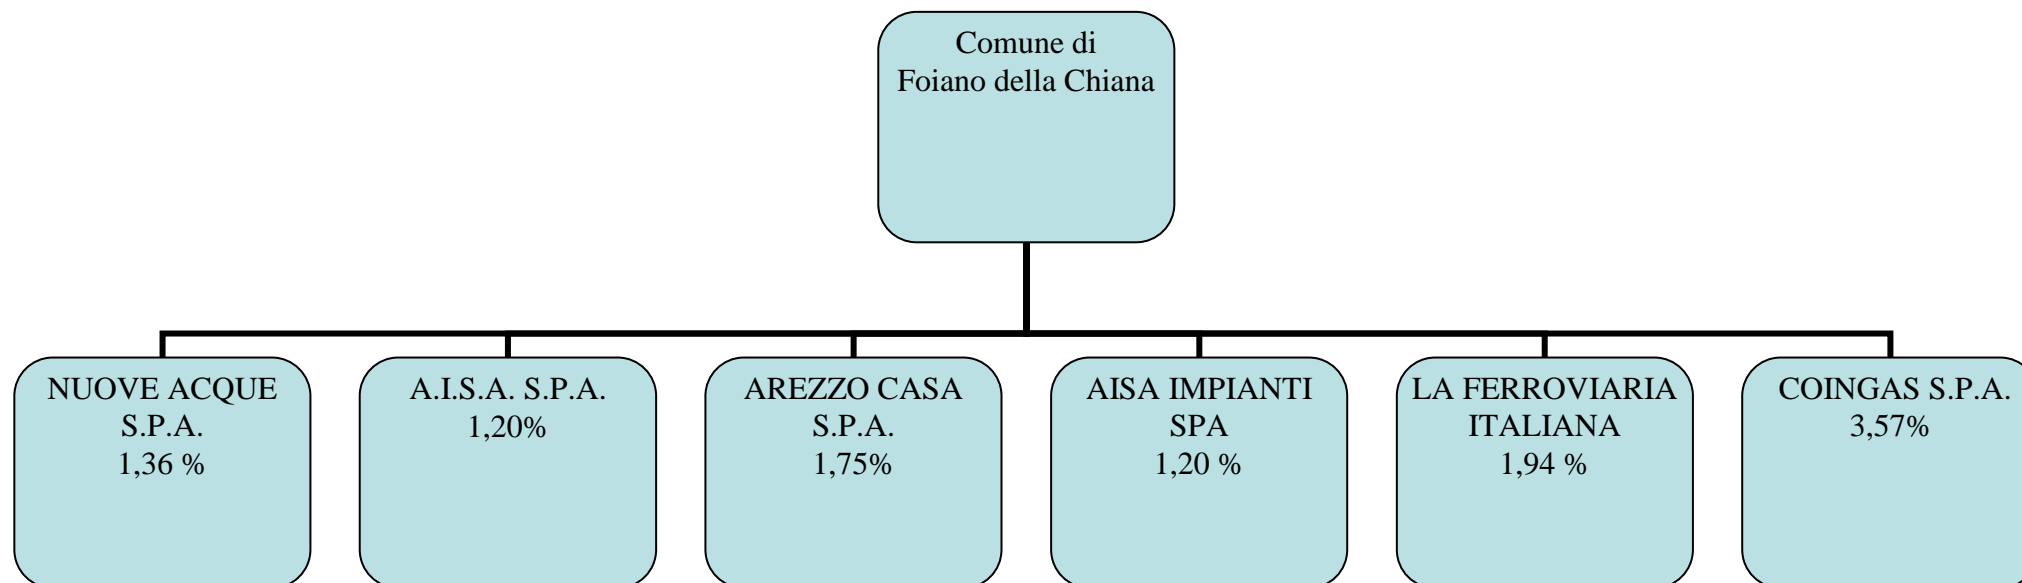 Comune di
Foiano della Chiana
NUOVE ACQUE
S.P.A.
1,36 %
A.I.S.A. S.P.A.
1,20%
AREZZO CASA
S.P.A.
1,75%
AISA IMPIANTI
SPA
1,20 %
LA FERROVIARIA
ITALIANA
1,94 %
COINGAS S.P.A.
3,57%